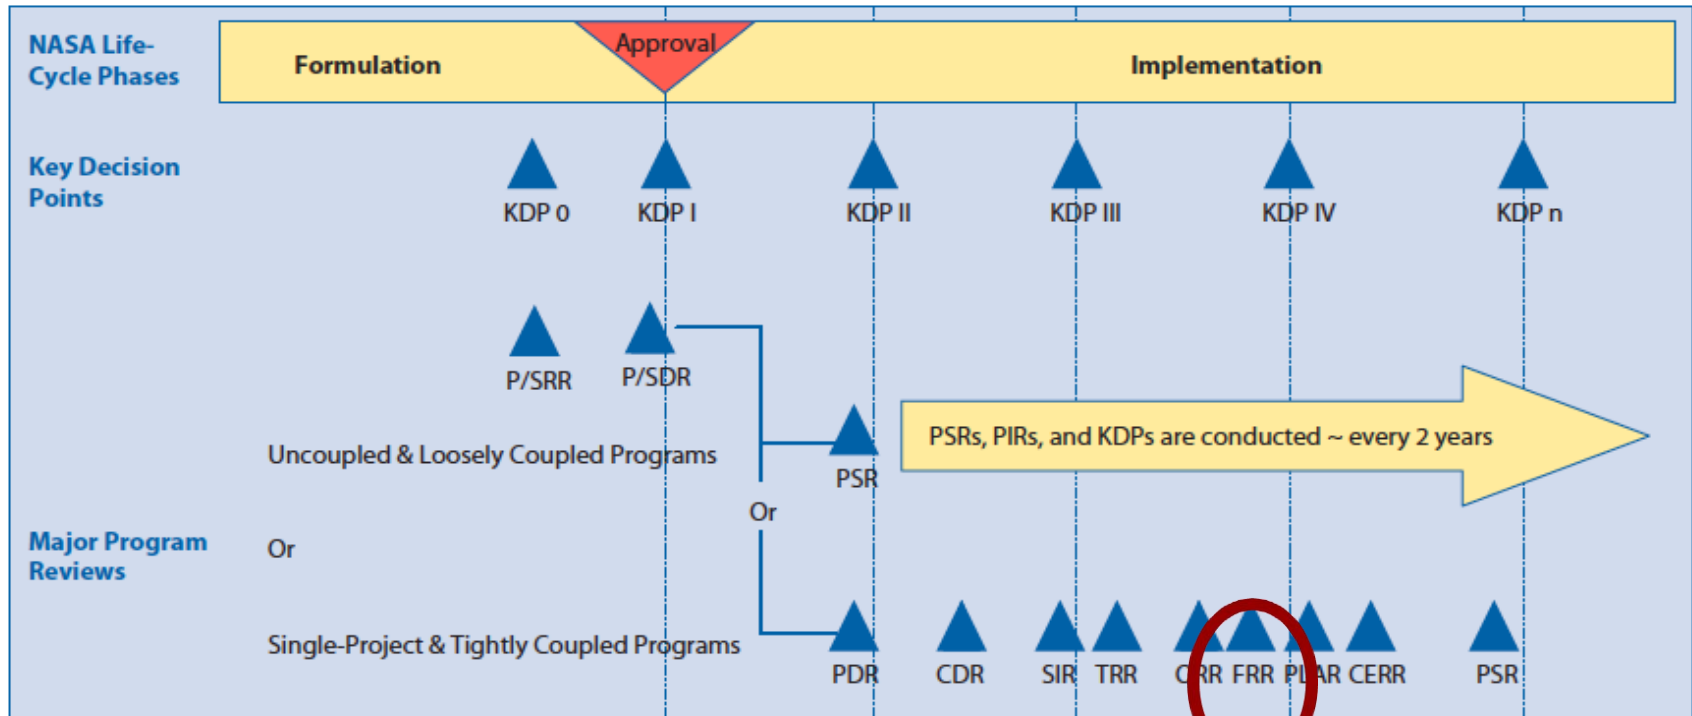 NASA Life-
Cycle Phases
Formulation
Approval
Implementation
Key Decision
Points
KDP 0
KDP I
KDP II
KDP III
KDP IV
KDP n
P/SRR
P/SDR
Uncoupled & Loosely Coupled Programs
PSR
PSRs, PIRs, and KDPs are conducted ~ every 2 years
Or
Major Program
Reviews
Or
Single-Project & Tightly Coupled Programs
PDR
CDR
SIR
TRR
ORR
FRR
PLAR
CERR
PSR